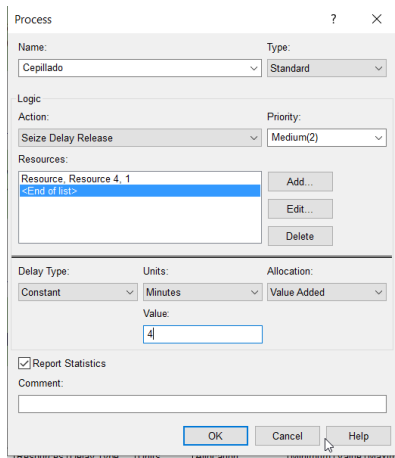 Process ? ×
Name: Type:
Cepillado Standard
Logic
Action: Priority:
Seize Delay Release Medium(2)
Resources:
Resource, Resource 4, 1
<End of list>
Add...
Edit...
Delete
Delay Type: Units: Allocation:
Constant Minutes Value Added
Value:
4
Report Statistics
Comment:
OK Cancel Help